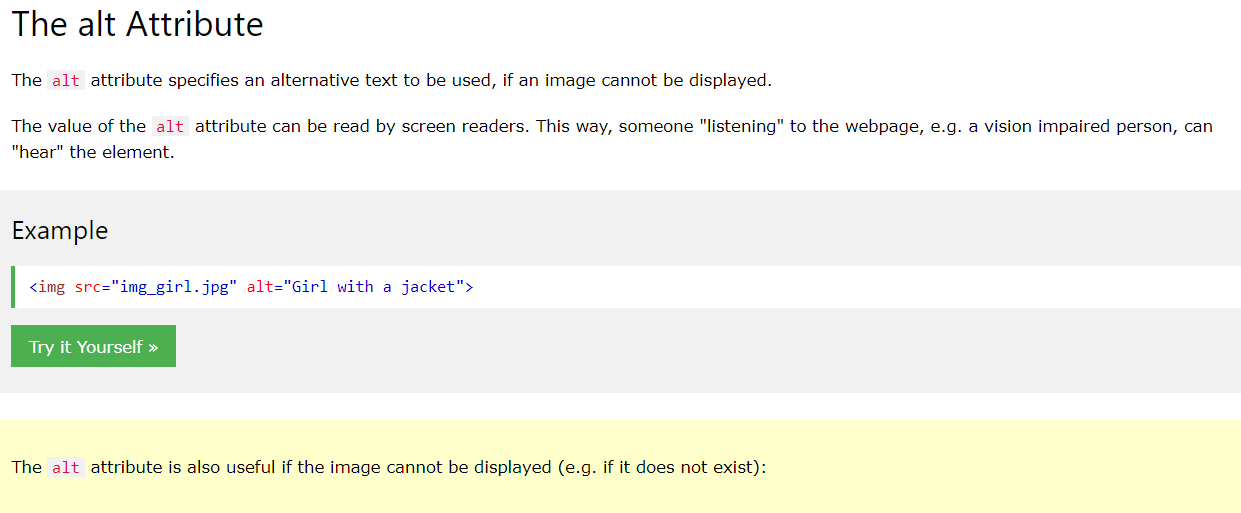 The alt Attribute
The alt attribute specifies an alternative text to be used, if an image cannot be displayed.
The value of the alt attribute can be read by screen readers. This way, someone "listening" to the webpage, e.g. a vision impaired person, can
"hear" the element.
Example
<img src="img_girl.jpg" alt="Girl with a jacket">
Try it Yourself »
The alt attribute is also useful if the image cannot be displayed (e.g. if it does not exist):